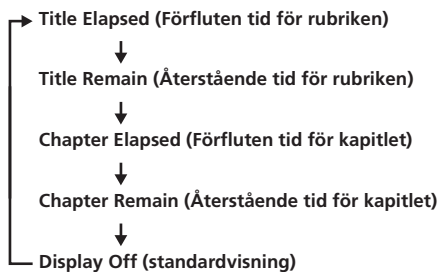 Title Elapsed (Förfluten tid för rubriken)
Title Remain (Återstående tid för rubriken)
Chapter Elapsed (Förfluten tid för kapitlet)
Chapter Remain (Återstående tid för kapitlet)
Display Off (standardvisning)